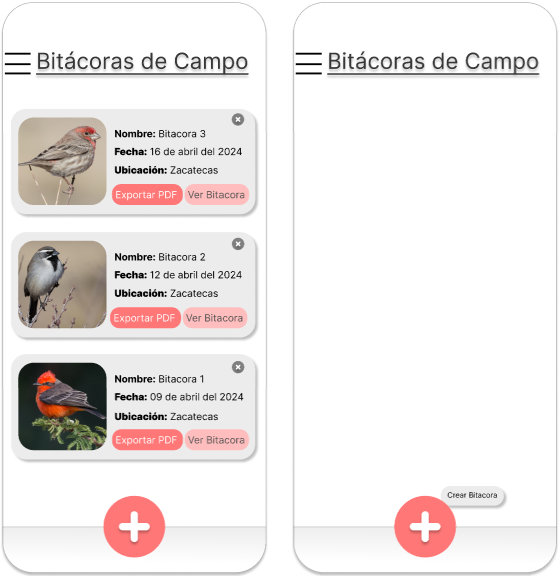 Bitácoras de Campo
Nombre: Bitacora 3
Fecha: 16 de abril del 2024
Ubicación: Zacatecas
Exportar PDF Ver Bitacora
Nombre: Bitacora 2
Fecha: 12 de abril del 2024
Ubicación: Zacatecas
Exportar PDF Ver Bitacora
Nombre: Bitacora 1
Fecha: 09 de abril del 2024
Ubicación: Zacatecas
Exportar PDF Ver Bitacora
Bitácoras de Campo
Crear Bitacora